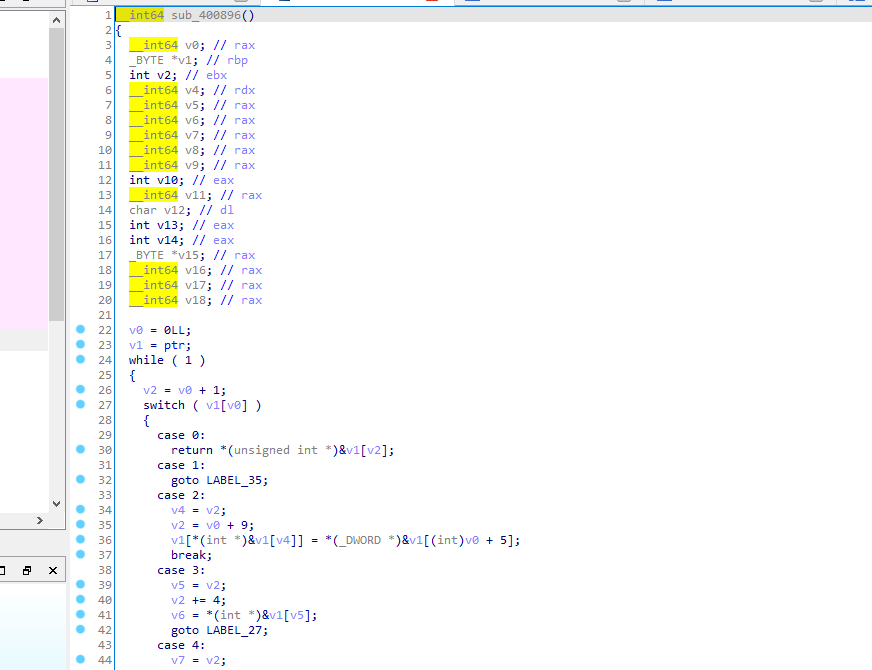 1 __int64 sub_400896()
2 {
3 __int64 v0; // rax
4 _BYTE *v1; // rbp
5 int v2; // ebx
6 __int64 v4; // rdx
7 __int64 v5; // rax
8 __int64 v6; // rax
9 __int64 v7; // rax
10 __int64 v8; // rax
11 __int64 v9; // rax
12 int v10; // eax
13 __int64 v11; // rax
14 char v12; // dl
15 int v13; // eax
16 int v14; // eax
17 _BYTE *v15; // rax
18 __int64 v16; // rax
19 __int64 v17; // rax
20 __int64 v18; // rax
21
22 v0 = 0LL;
23 v1 = ptr;
24 while ( 1 )
25 {
26 v2 = v0 + 1;
27 switch ( v1[v0] )
28 {
29 case 0:
30 return *(unsigned int *)&v1[v2];
31 case 1:
32 goto LABEL_35;
33 case 2:
34 v4 = v2;
35 v2 = v0 + 9;
36 v1[*(int *)&v1[v4]] = *(_DWORD *)&v1[(int)v0 + 5];
37 break;
38 case 3:
39 v5 = v2;
40 v2 += 4;
41 v6 = *(int *)&v1[v5];
42 goto LABEL_27;
43 case 4:
44 v7 = v2;